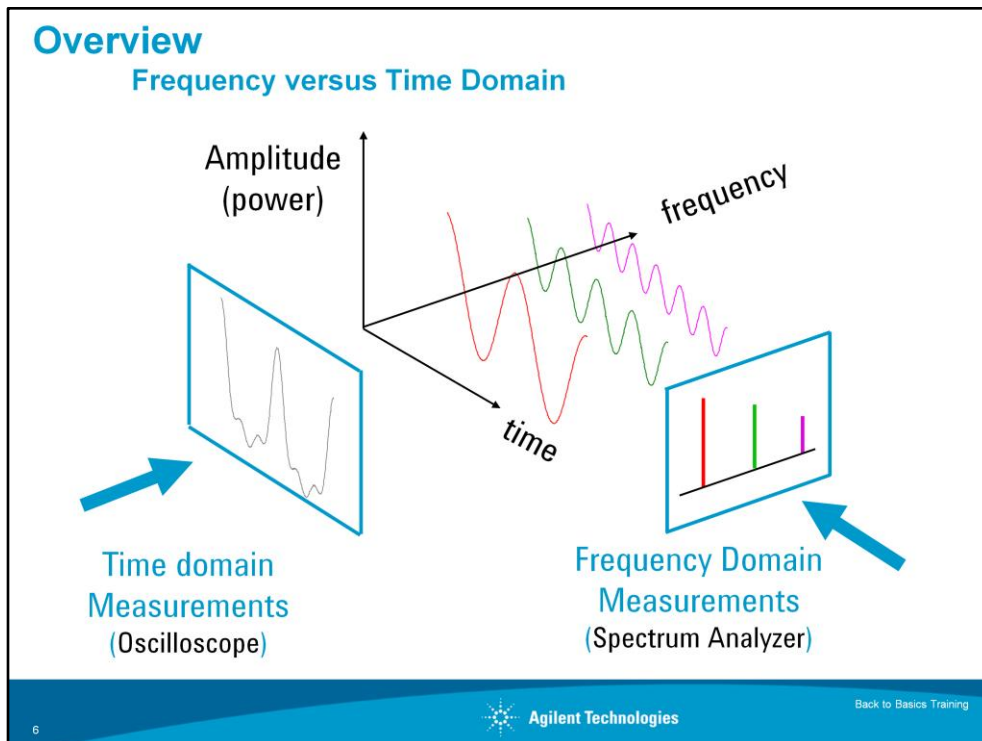 Overview
Frequency versus Time Domain
Amplitude
(power)
frequency
time
Time domain
Measurements
(Oscilloscope)
Frequency Domain
Measurements
(Spectrum Analyzer)
6
Agilent Technologies
Back to Basics Training